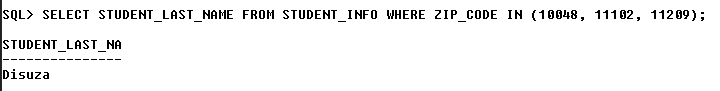 SQL> SELECT STUDENT_LAST_NAME FROM STUDENT_INFO WHERE ZIP_CODE IN (10048, 11102, 11209);
STUDENT_LAST_NA
---------------
Disuza